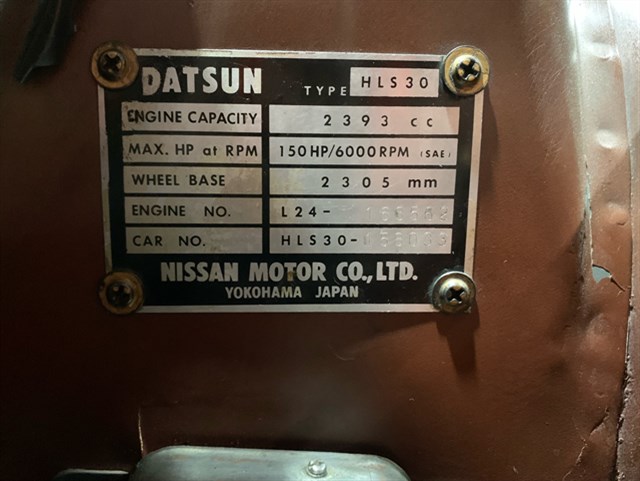 DATSUN TYPE HLS30
ENGINE CAPACITY 2393 cc
MAX. HP at RPM 150HP/6000RPM (SAE)
WHEEL BASE 2305 mm
ENGINE NO. L24-
CAR NO. HLS30-
NISSAN MOTOR CO., LTD.
YOKOHAMA JAPAN